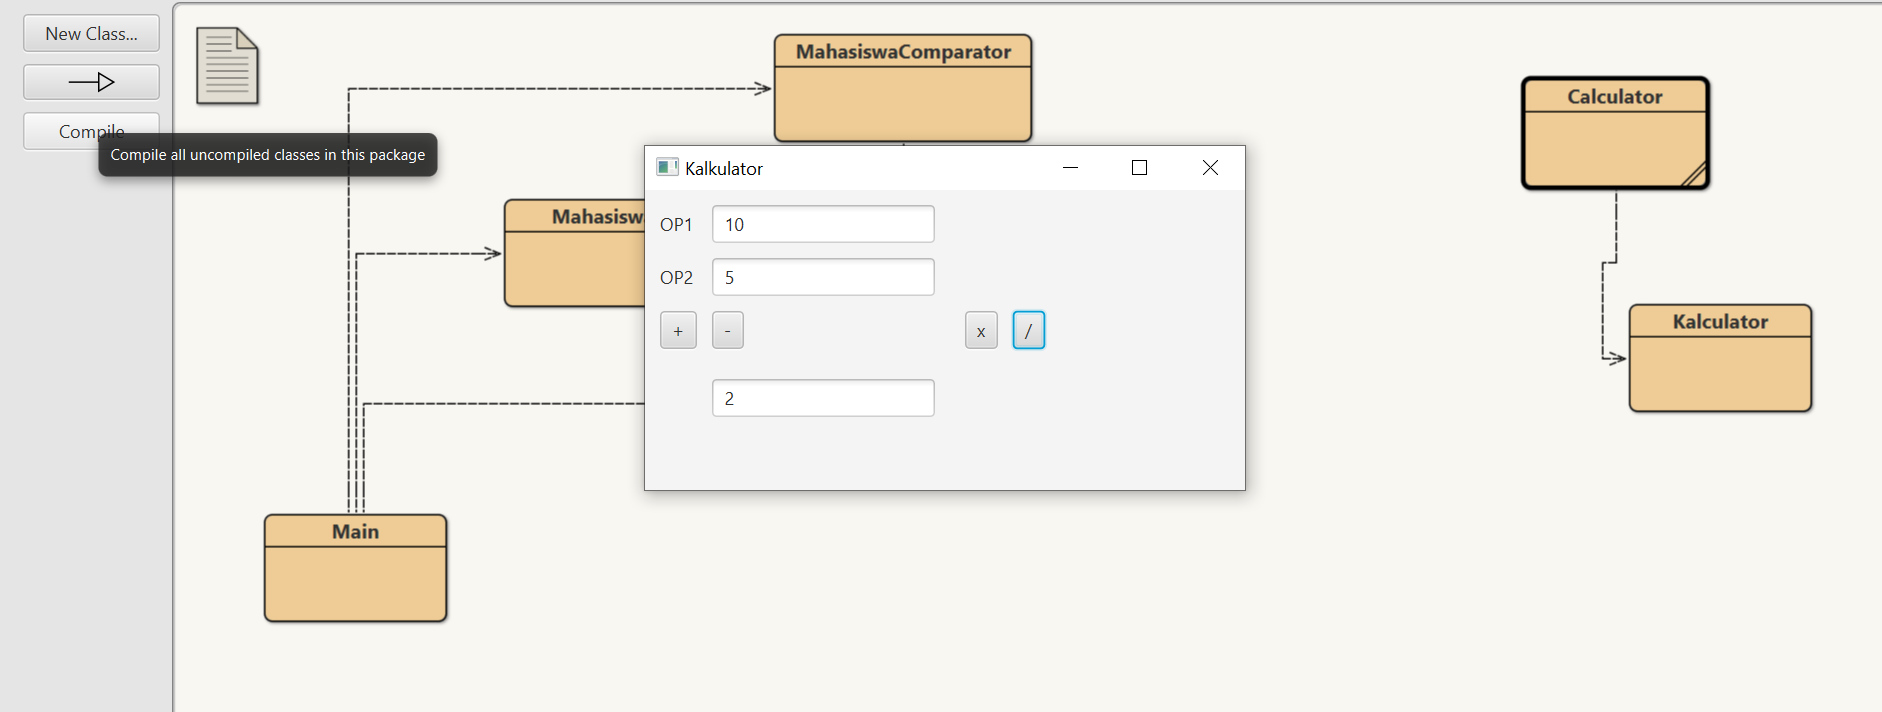 New Class...
Compile
Compile all uncompiled classes in this package
MahasiswaComparator
Calculator
Kalkulator
OP1 10
Mahasisw
OP2 5
+ - x /
Kalculator
2
Main